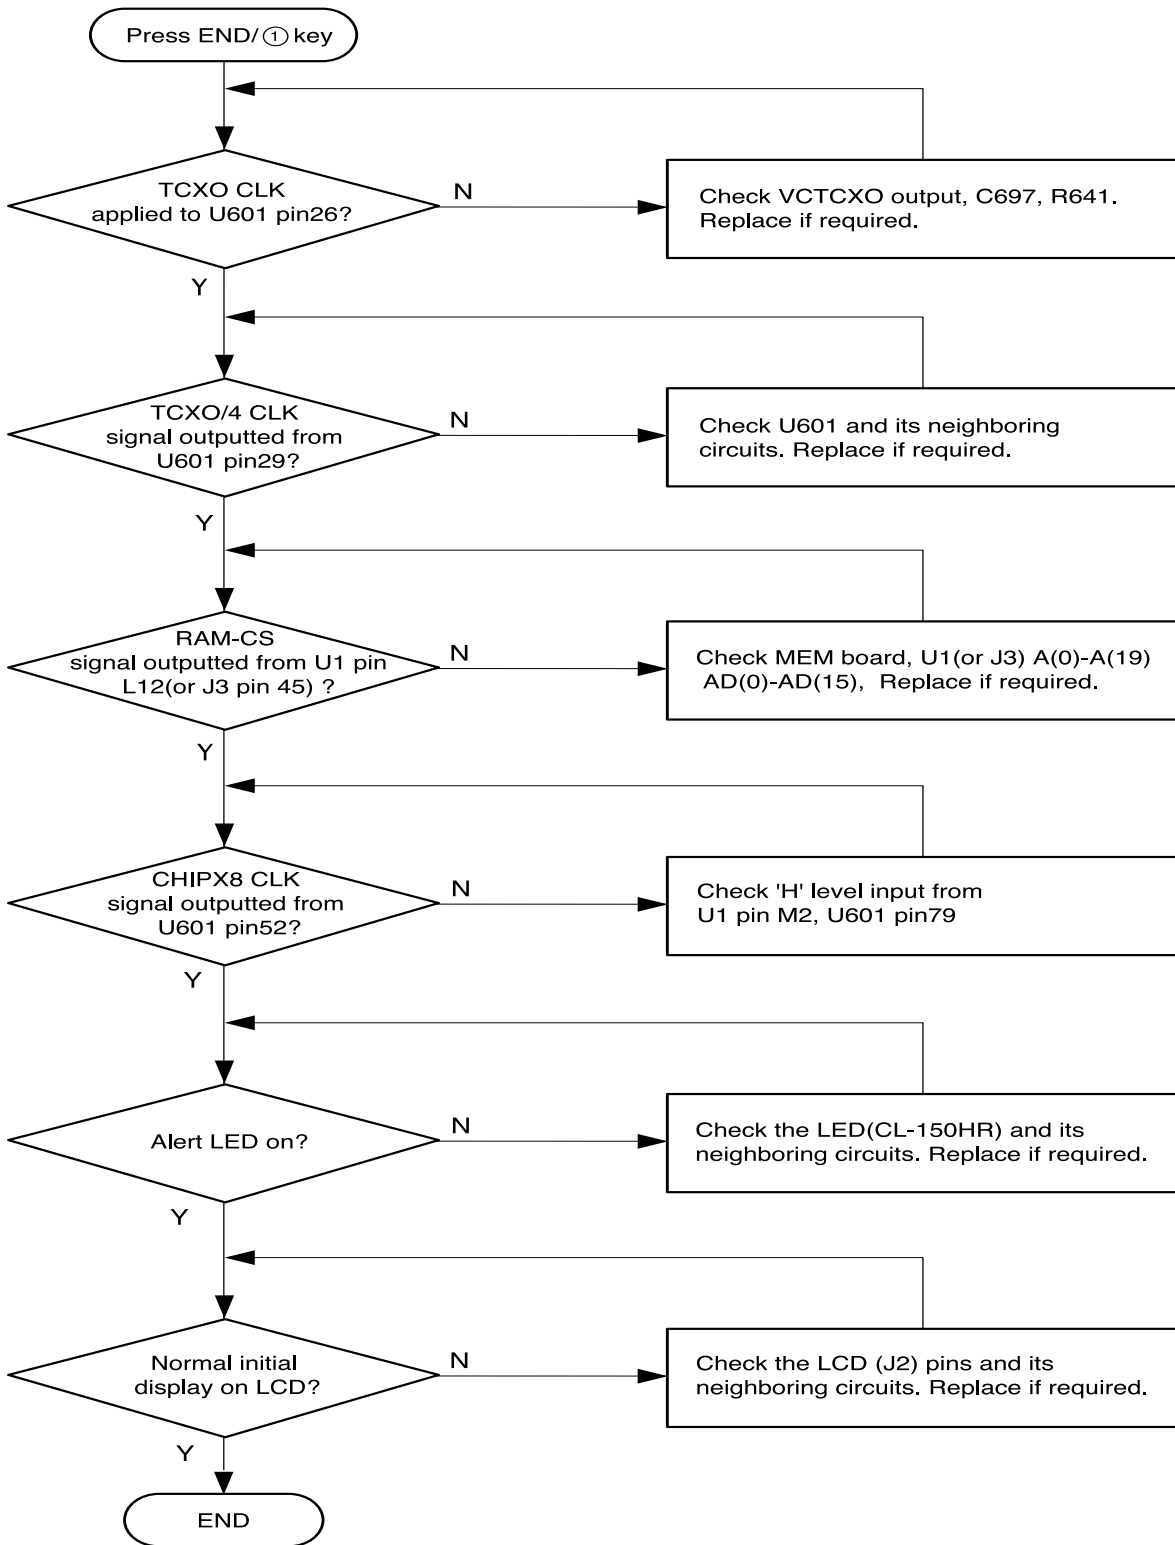 Press END/ ① key
TCXO CLK
applied to U601 pin26?
N
Check VCTCXO output, C697, R641.
Replace if required.
Y
TCXO/4 CLK
signal outputted from
U601 pin29?
N
Check U601 and its neighboring
circuits. Replace if required.
Y
RAM-CS
signal outputted from U1 pin
L12(or J3 pin 45) ?
N
Check MEM board, U1(or J3) A(0)-A(19)
AD(0)-AD(15), Replace if required.
Y
CHIPX8 CLK
signal outputted from
U601 pin52?
N
Check 'H' level input from
U1 pin M2, U601 pin79
Y
Alert LED on?
N
Check the LED(CL-150HR) and its
neighboring circuits. Replace if required.
Y
Normal initial
display on LCD?
N
Check the LCD (J2) pins and its
neighboring circuits. Replace if required.
Y
END